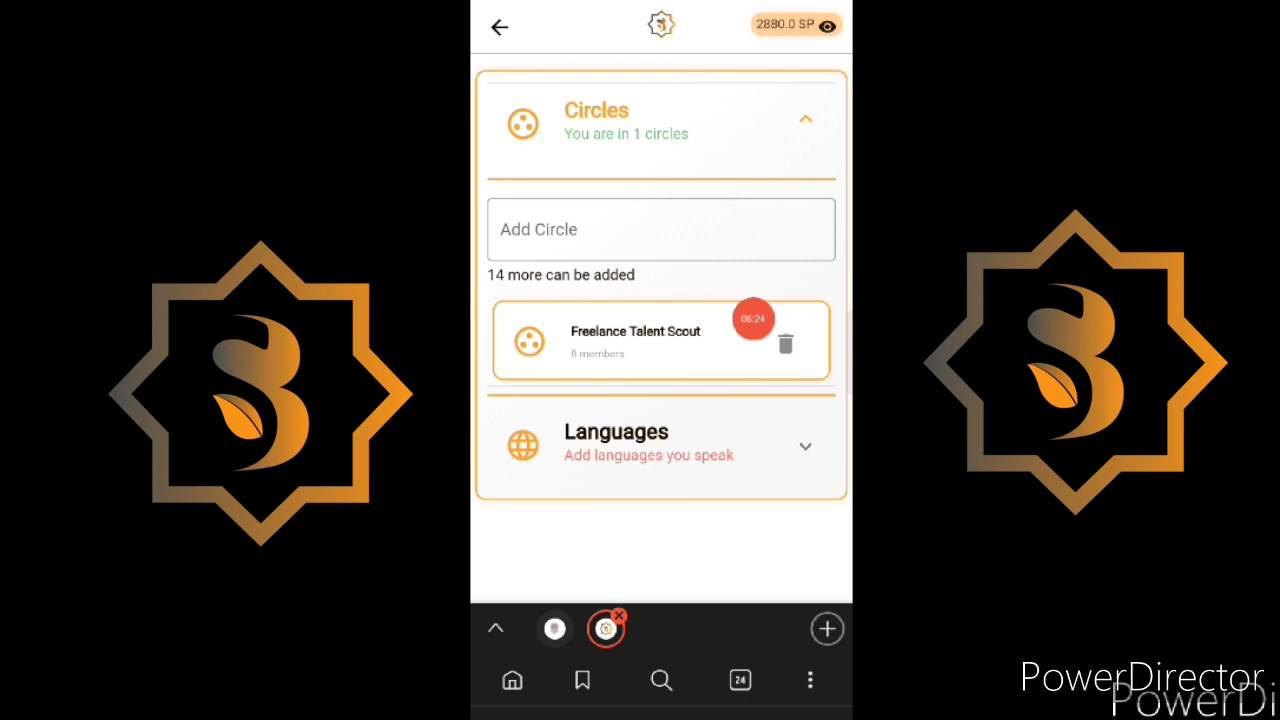 2880.0 SP
Circles
You are in 1 circles
Add Circle
14 more can be added
06:24
Freelance Talent Scout
8 members
Languages
Add languages you speak
24
PowerDirector
PowerDi